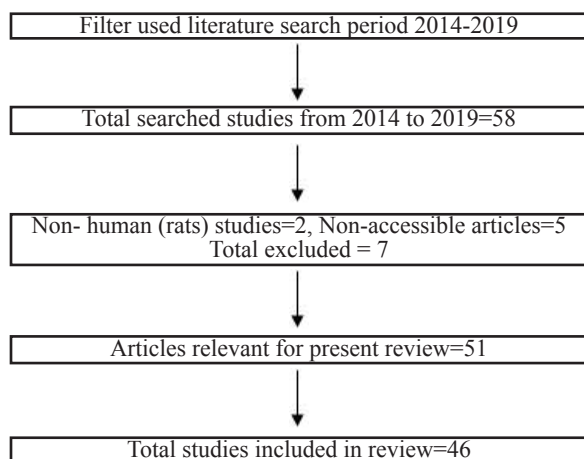 Filter used literature search period 2014-2019
Total searched studies from 2014 to 2019=58
Non- human (rats) studies=2, Non-accessible articles=5
Total excluded = 7
Articles relevant for present review=51
Total studies included in review=46